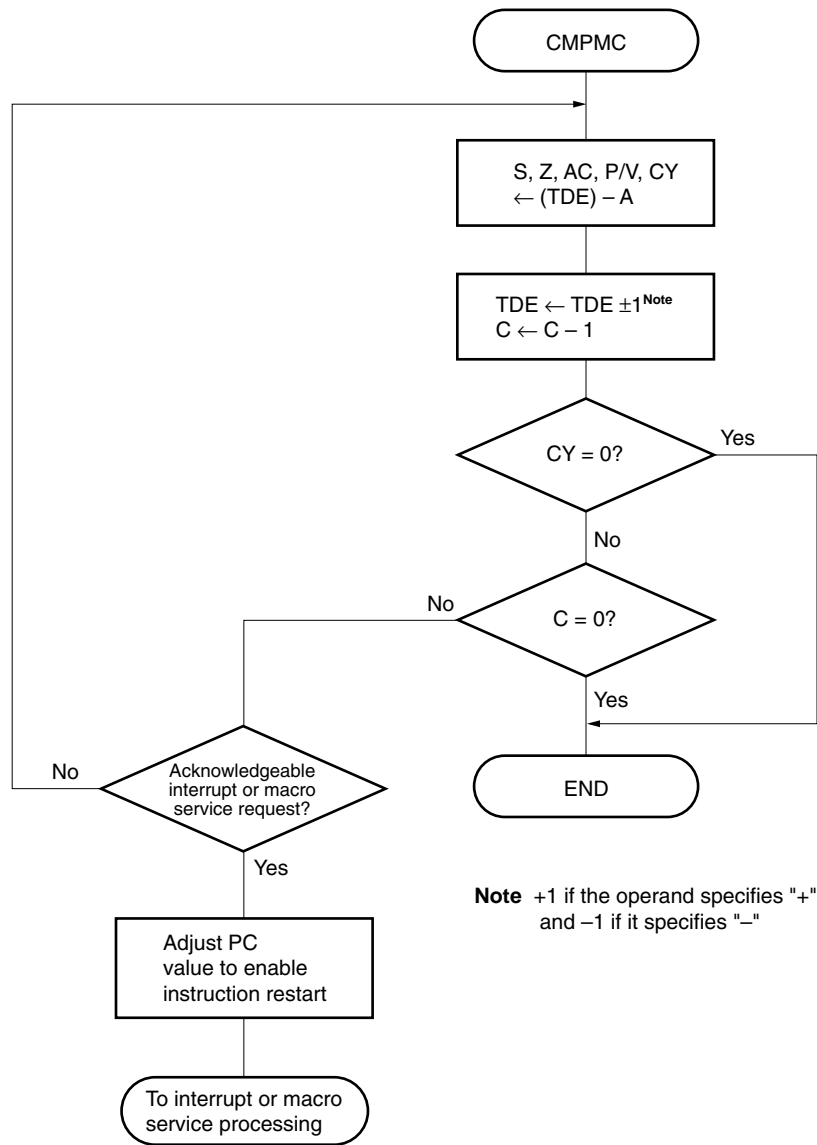 CMPMC
S, Z, AC, P/V, CY
← (TDE) – A
TDE ← TDE ±1Note
C ← C – 1
CY = 0?
Yes
No
C = 0?
No
Yes
END
Acknowledgeable
interrupt or macro
service request?
No
Yes
Adjust PC
value to enable
instruction restart
To interrupt or macro
service processing
Note +1 if the operand specifies "+"
and –1 if it specifies "–"